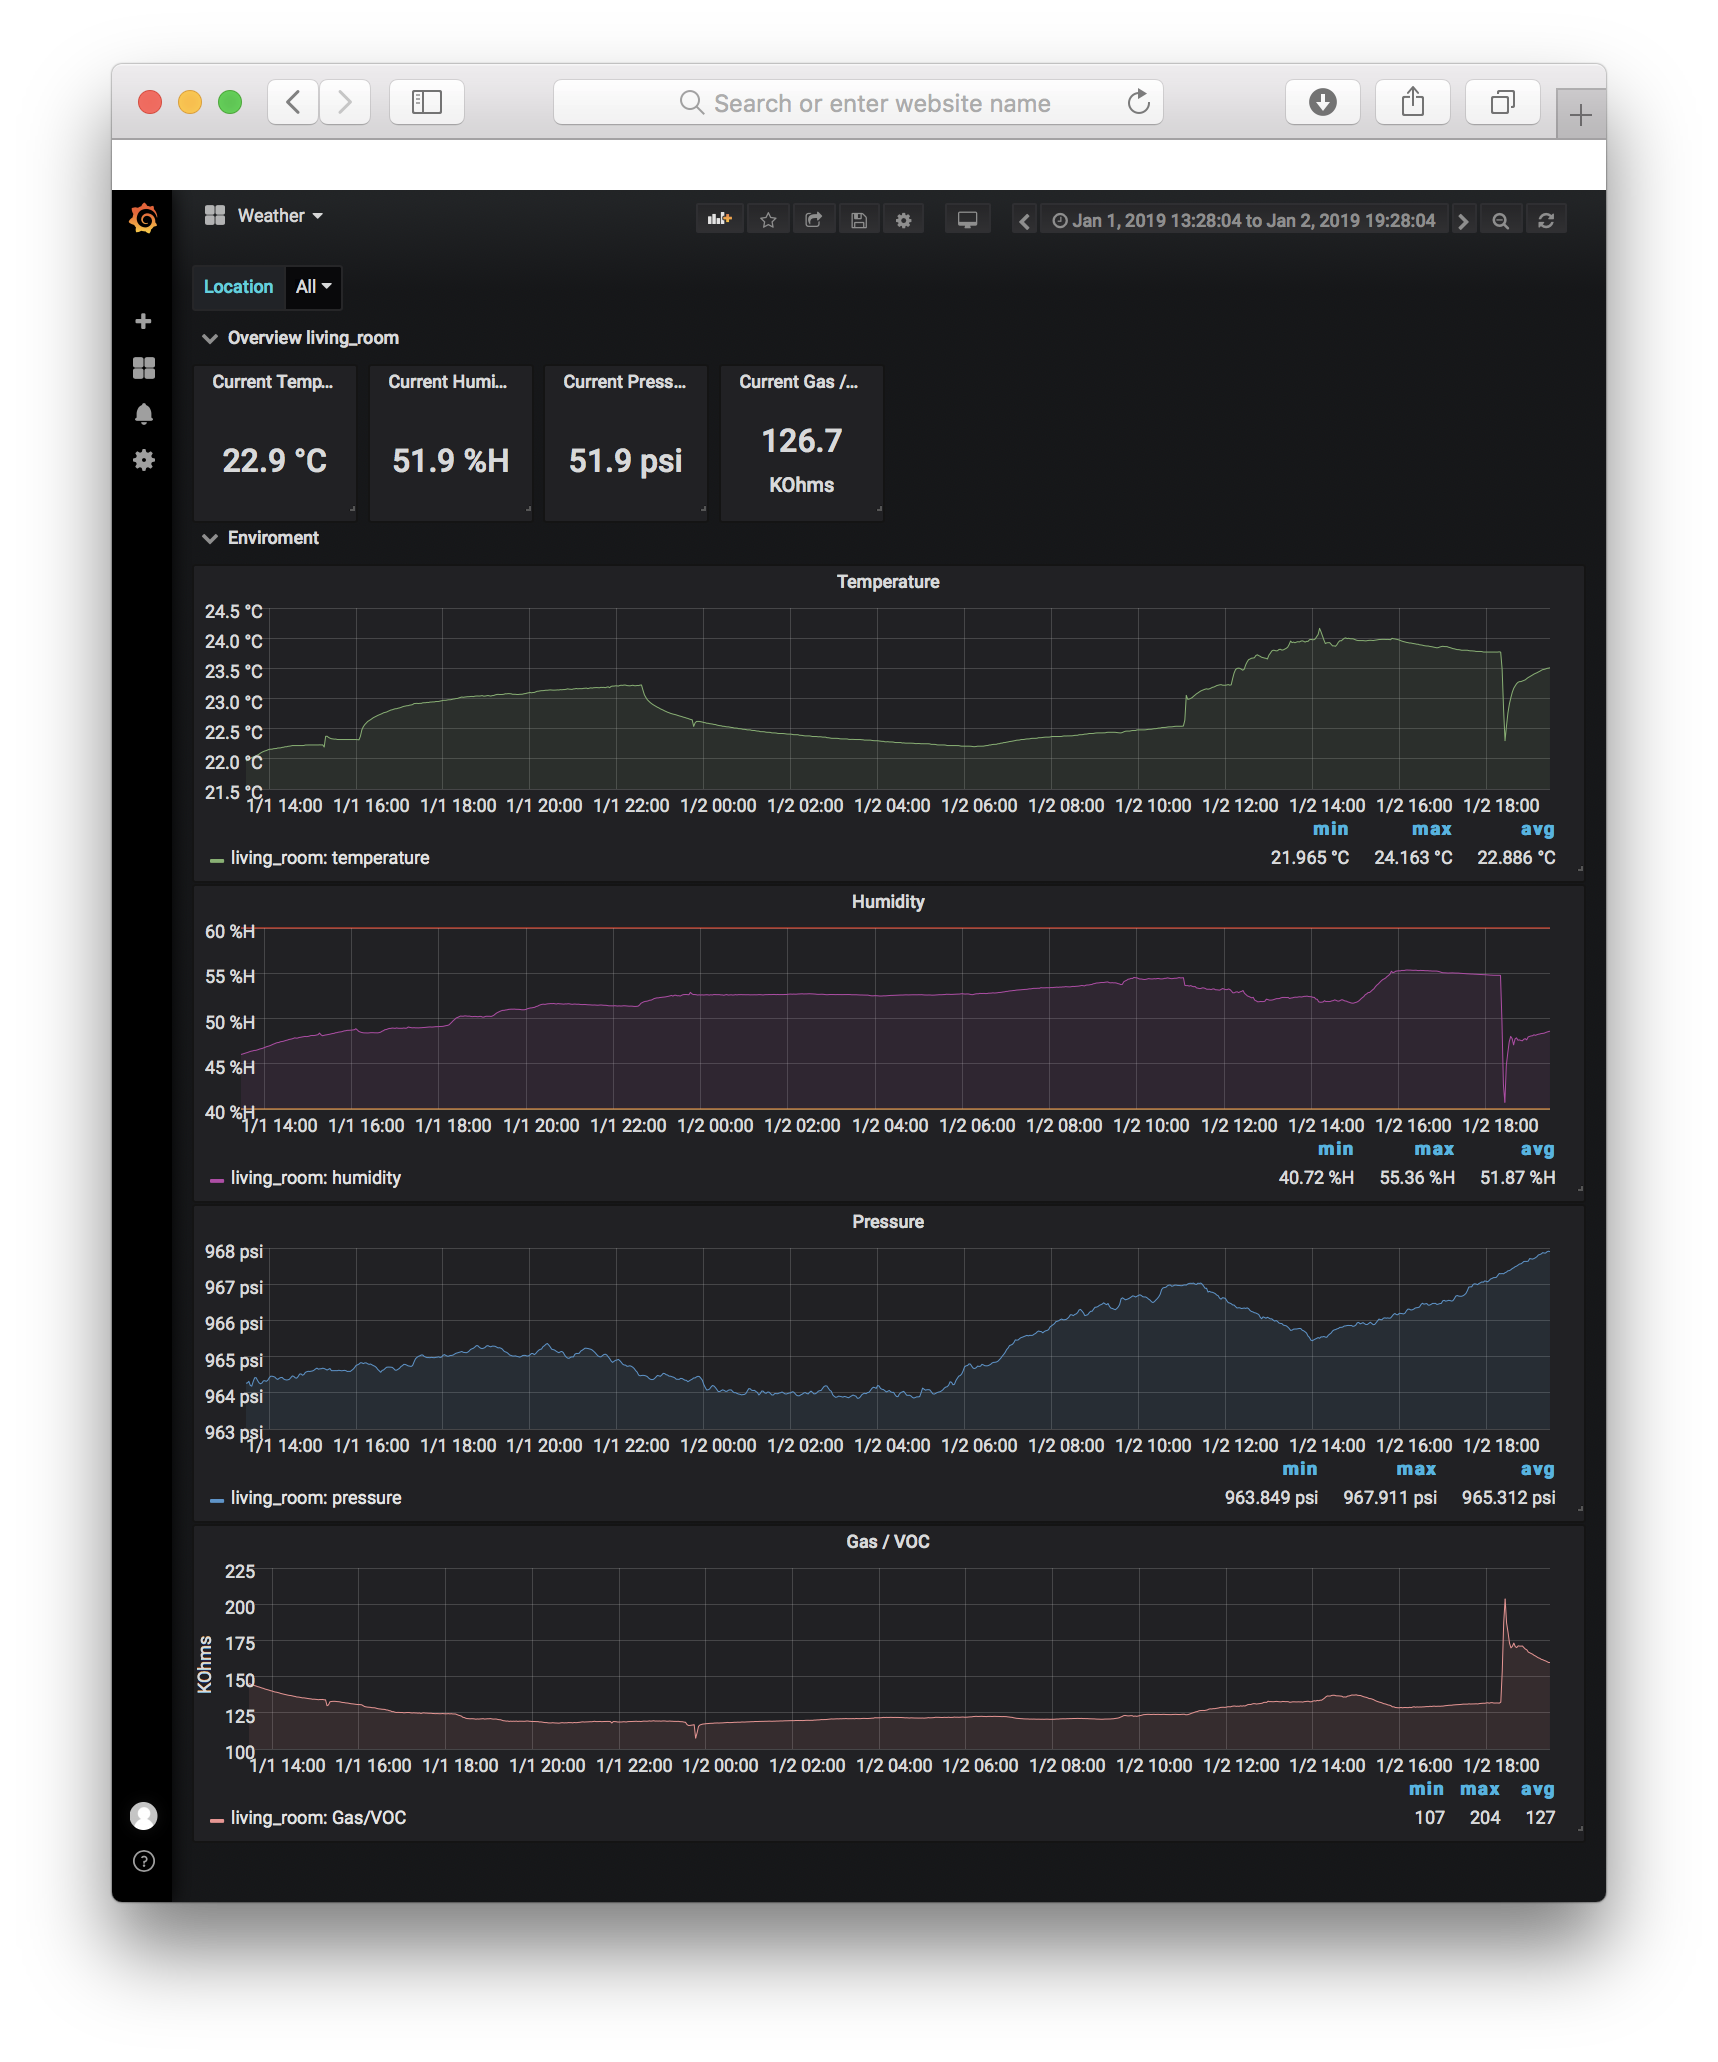 Search or enter website name
Weather
Jan 1, 2019 13:28:04 to Jan 2, 2019 19:28:04
Location All
Overview living_room
Current Temp... Current Humi... Current Press... Current Gas /...
22.9 °C 51.9 %H 51.9 psi 126.7
KOhms
Enviroment
Temperature
24.5 °C
24.0 °C
23.5 °C
23.0 °C
22.5 °C
22.0 °C
21.5 °C
1/1 14:00 1/1 16:00 1/1 18:00 1/1 20:00 1/1 22:00 1/2 00:00 1/2 02:00 1/2 04:00 1/2 06:00 1/2 08:00 1/2 10:00 1/2 12:00 1/2 14:00 1/2 16:00 1/2 18:00
min max avg
living_room: temperature 21.965 °C 24.163 °C 22.886 °C
Humidity
60 %H
55 %H
50 %H
45 %H
40 %H
1/1 14:00 1/1 16:00 1/1 18:00 1/1 20:00 1/1 22:00 1/2 00:00 1/2 02:00 1/2 04:00 1/2 06:00 1/2 08:00 1/2 10:00 1/2 12:00 1/2 14:00 1/2 16:00 1/2 18:00
min max avg
living_room: humidity 40.72 %H 55.36 %H 51.87 %H
Pressure
968 psi
967 psi
966 psi
965 psi
964 psi
963 psi
1/1 14:00 1/1 16:00 1/1 18:00 1/1 20:00 1/1 22:00 1/2 00:00 1/2 02:00 1/2 04:00 1/2 06:00 1/2 08:00 1/2 10:00 1/2 12:00 1/2 14:00 1/2 16:00 1/2 18:00
min max avg
living_room: pressure 963.849 psi 967.911 psi 965.312 psi
Gas / VOC
KOhms
225
200
175
150
125
100
1/1 14:00 1/1 16:00 1/1 18:00 1/1 20:00 1/1 22:00 1/2 00:00 1/2 02:00 1/2 04:00 1/2 06:00 1/2 08:00 1/2 10:00 1/2 12:00 1/2 14:00 1/2 16:00 1/2 18:00
min max avg
living_room: Gas/VOC 107 204 127